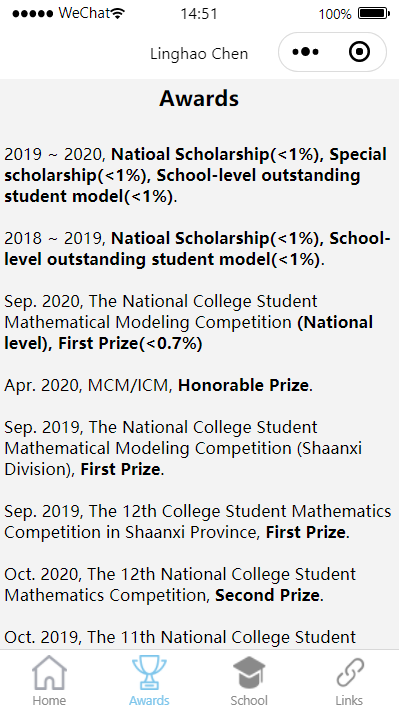 WeChat 14:51 100%
Linghao Chen
Awards
2019 ~ 2020, Natioal Scholarship(<1%), Special
scholarship(<1%), School-level outstanding
student model(<1%).
2018 ~ 2019, Natioal Scholarship(<1%), School-
level outstanding student model(<1%).
Sep. 2020, The National College Student
Mathematical Modeling Competition (National
level), First Prize(<0.7%)
Apr. 2020, MCM/ICM, Honorable Prize.
Sep. 2019, The National College Student
Mathematical Modeling Competition (Shaanxi
Division), First Prize.
Sep. 2019, The 12th College Student Mathematics
Competition in Shaanxi Province, First Prize.
Oct. 2020, The 12th National College Student
Mathematics Competition, Second Prize.
Oct. 2019, The 11th National College Student
Home Awards School Links